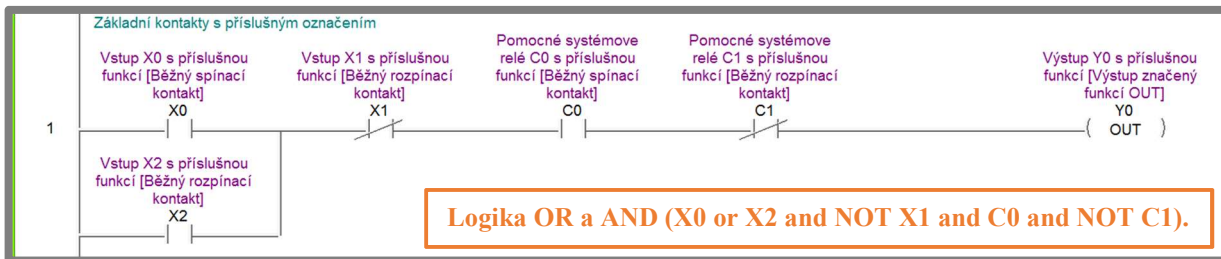 Základní kontakty s příslušným označením
Vstup X0 s příslušnou
funkcí [Běžný spínací
kontakt]
X0
Vstup X1 s příslušnou
funkcí [Běžný rozpínací
kontakt]
X1
Pomocné systémove
relé C0 s příslušnou
funkcí [Běžný spínací
kontakt]
C0
Pomocné systémove
relé C1 s příslušnou
funkcí [Běžný rozpínací
kontakt]
C1
Výstup Y0 s příslušnou
funkcí [Výstup značený
funkcí OUT]
Y0
OUT
1
Vstup X2 s příslušnou
funkcí [Běžný rozpínací
kontakt]
X2
Logika OR a AND (X0 or X2 and NOT X1 and C0 and NOT C1).